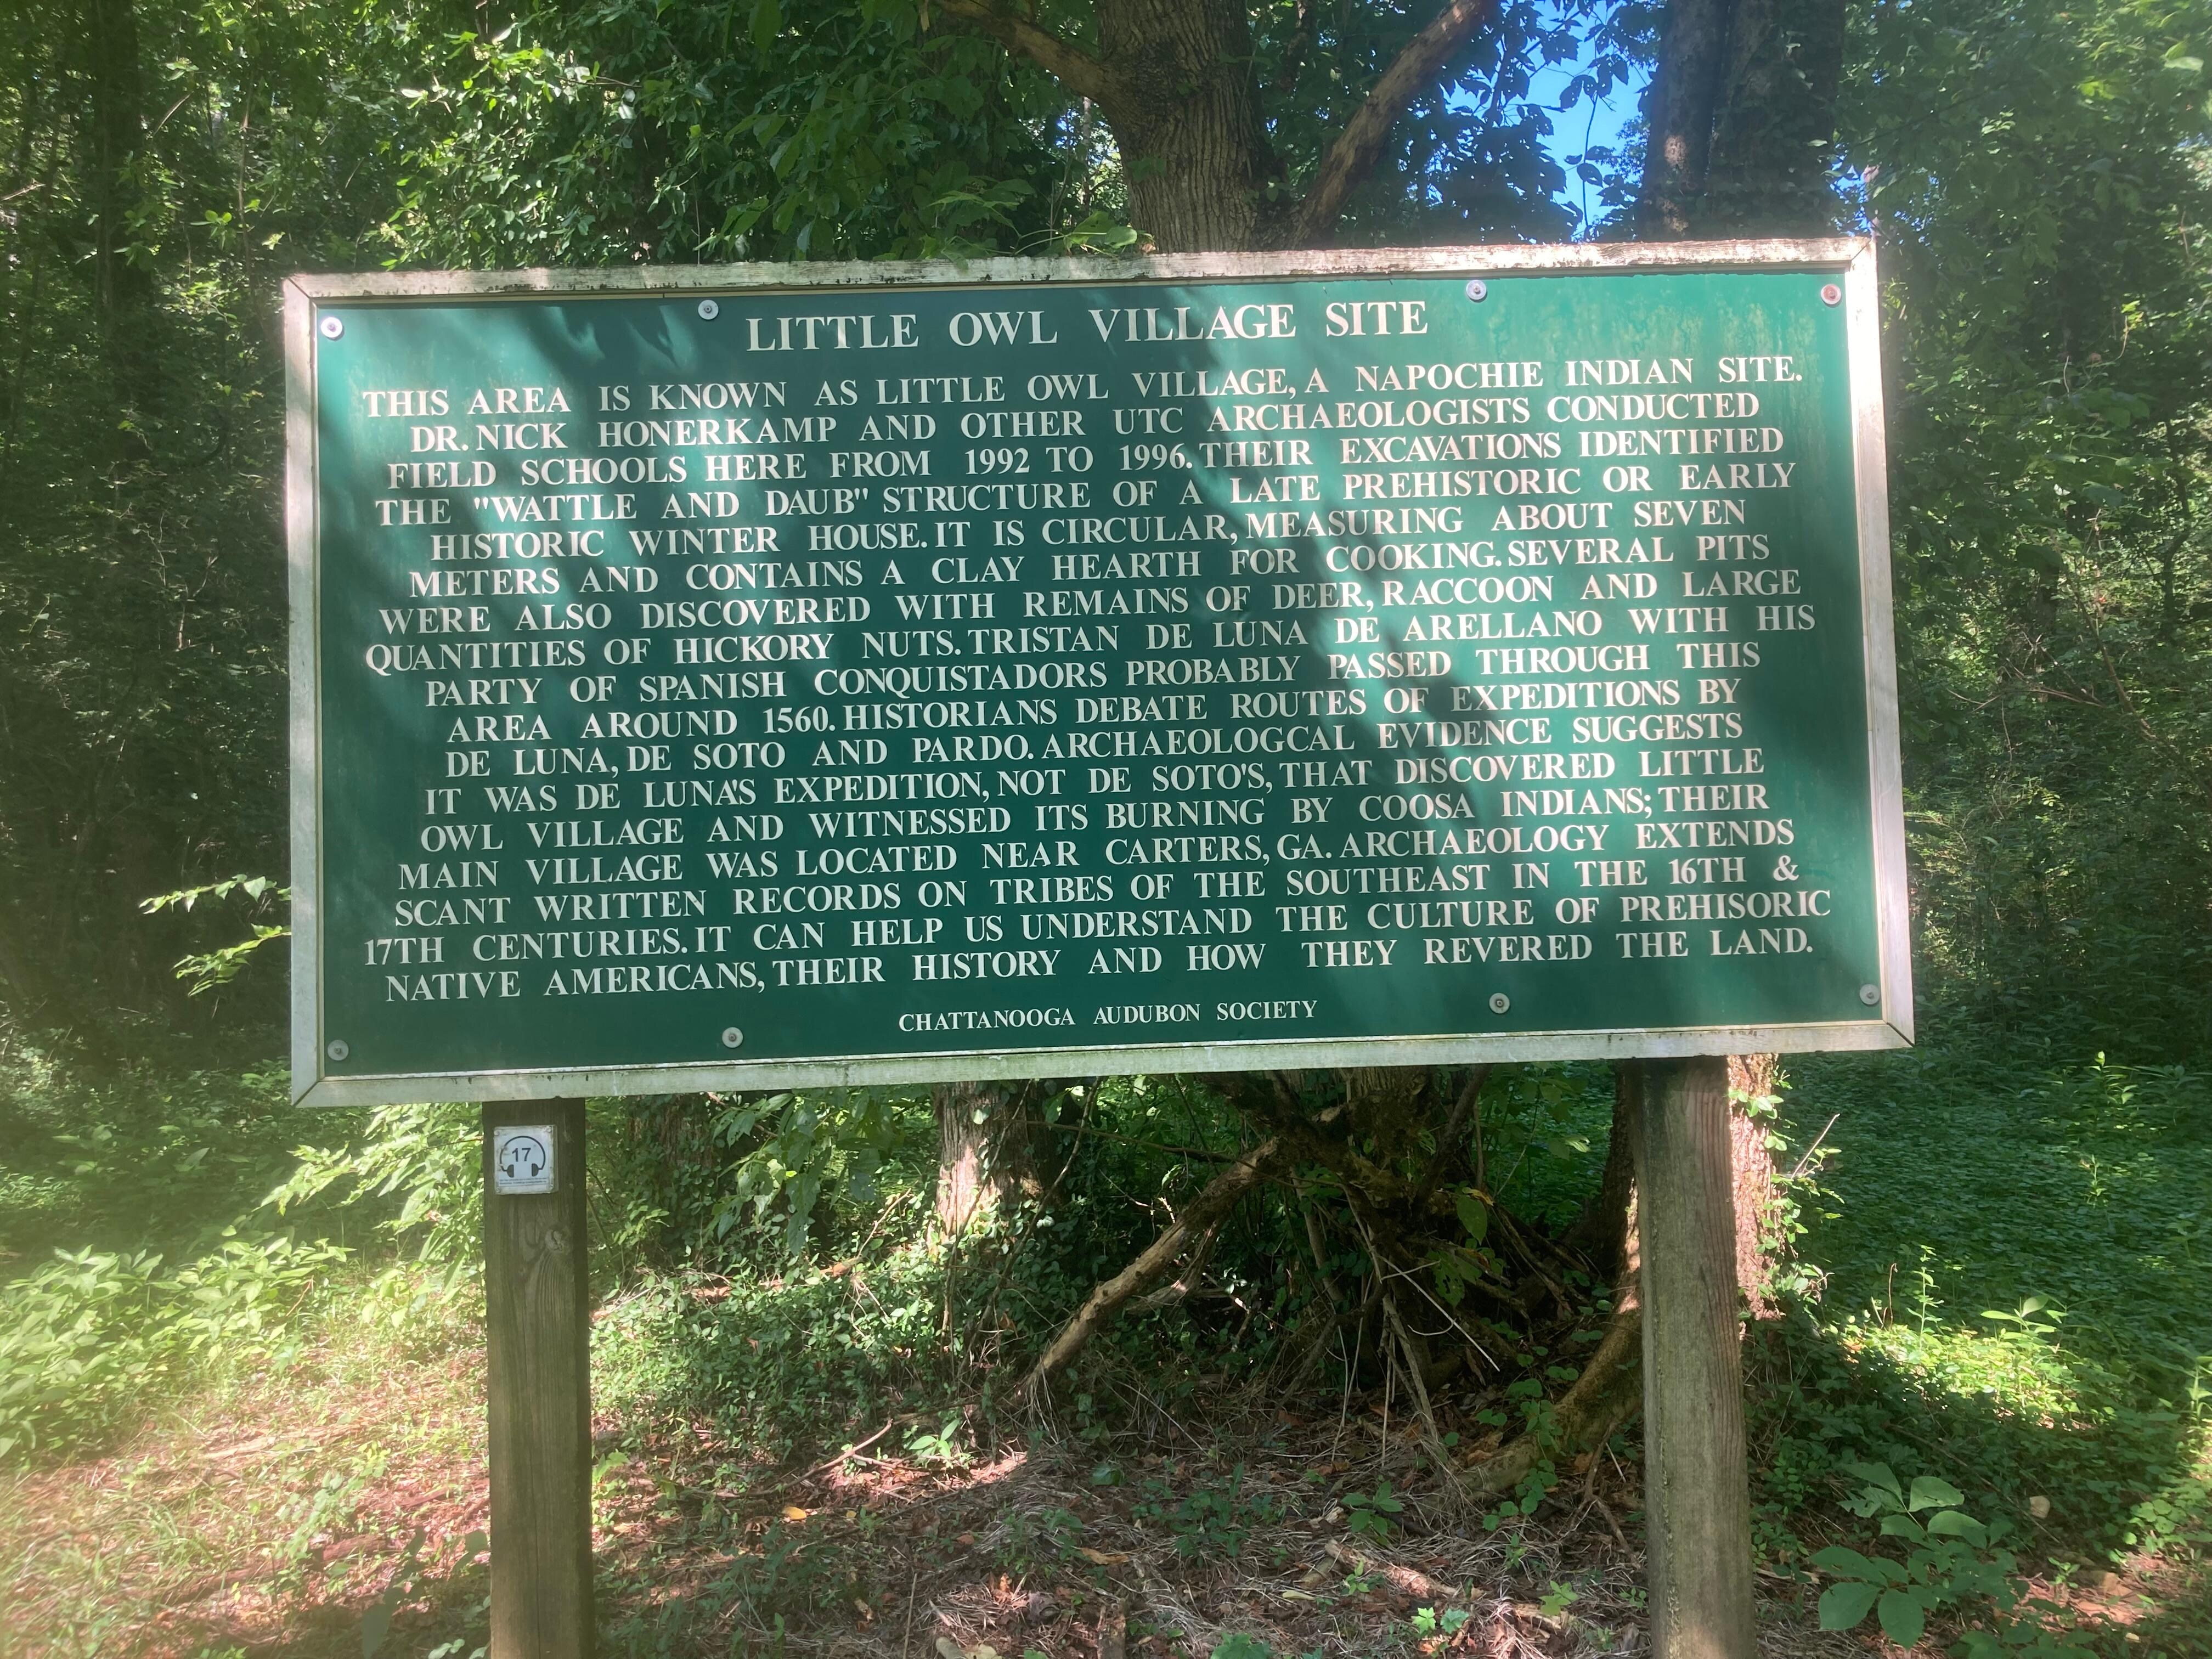 LITTLE OWL VILLAGE SITE
THIS AREA IS KNOWN AS LITTLE OWL VILLAGE, A NAPOCHIE INDIAN SITE.
DR. NICK HONERKAMP AND OTHER UTC ARCHAEOLOGISTS CONDUCTED
FIELD SCHOOLS HERE FROM 1992 TO 1996. THEIR EXCAVATIONS IDENTIFIED
THE "WATTLE AND DAUB" STRUCTURE OF A LATE PREHISTORIC OR EARLY
HISTORIC WINTER HOUSE. IT IS CIRCULAR, MEASURING ABOUT SEVEN
METERS AND CONTAINS A CLAY HEARTH FOR COOKING. SEVERAL PITS
WERE ALSO DISCOVERED WITH REMAINS OF DEER, RACCOON AND LARGE
QUANTITIES OF HICKORY NUTS. TRISTAN DE LUNA DE ARELLANO WITH HIS
PARTY OF SPANISH CONQUISTADORS PROBABLY PASSED THROUGH THIS
AREA AROUND 1560. HISTORIANS DEBATE ROUTES OF EXPEDITIONS BY
DE LUNA, DE SOTO AND PARDO. ARCHAEOLOGCAL EVIDENCE SUGGESTS
IT WAS DE LUNA'S EXPEDITION, NOT DE SOTO'S, THAT DISCOVERED LITTLE
OWL VILLAGE AND WITNESSED ITS BURNING BY COOSA INDIANS; THEIR
MAIN VILLAGE WAS LOCATED NEAR CARTERS, GA. ARCHAEOLOGY EXTENDS
SCANT WRITTEN RECORDS ON TRIBES OF THE SOUTHEAST IN THE 16TH &
17TH CENTURIES. IT CAN HELP US UNDERSTAND THE CULTURE OF PREHISORIC
NATIVE AMERICANS, THEIR HISTORY AND HOW THEY REVERED THE LAND.
CHATTANOOGA AUDUBON SOCIETY
17